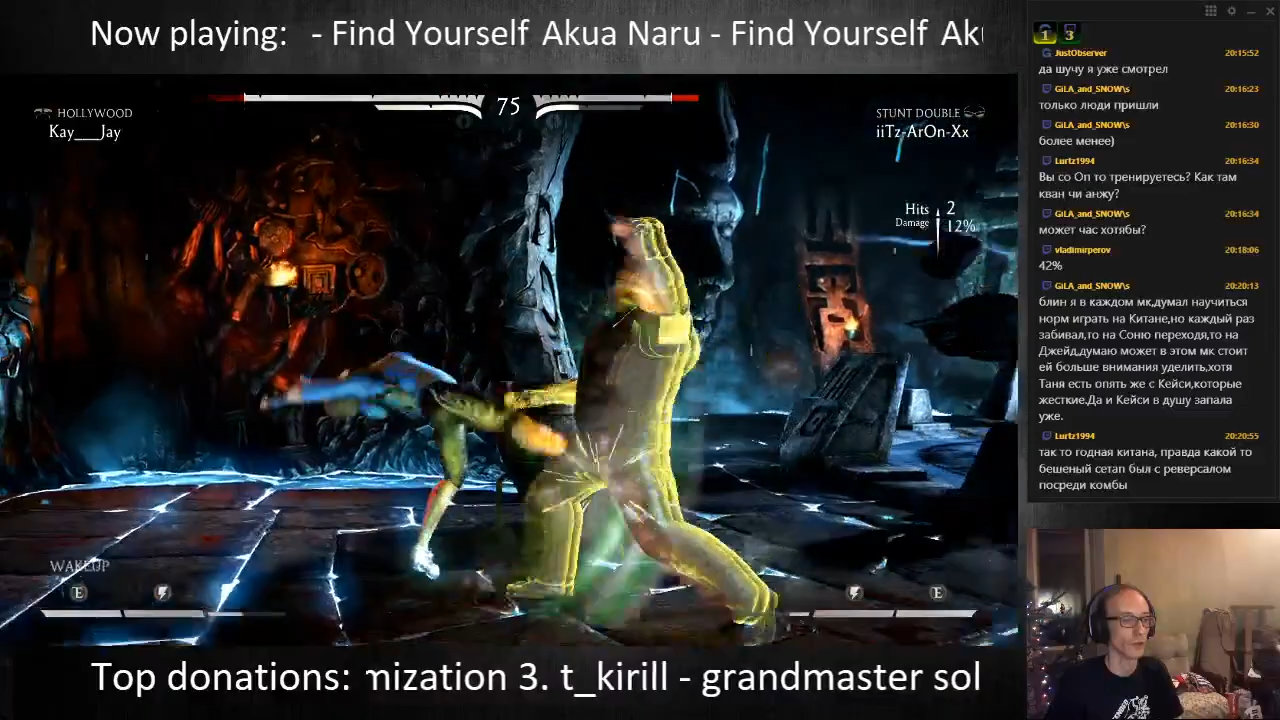 Now playing: - Find Yourself Akua Naru - Find Yourself Ak
HOLLYWOOD
Kay___Jay
75
STUNT DOUBLE
iiTz-ArOn-Xx
Hits 2
Damage 12%
WAKEUP
E
E
Top donations: mization 3. t_kirill - grandmaster sol
1 3
JustObserver 20:15:52
да шучу я уже смотрел
GiLA_and_SNOW\s 20:16:23
только люди пришли
GiLA_and_SNOW\s 20:16:30
более менее)
Lurtz1994 20:16:34
Вы со Оп то тренируетесь? Как там
кван чи анжу?
GiLA_and_SNOW\s 20:16:34
может час хотябы?
vladimirperov 20:18:06
42%
GiLA_and_SNOW\s 20:20:13
блин я в каждом мк,думал научиться
норм играть на Китане,но каждый раз
забивал,то на Соню переходя,то на
Джейд,думаю может в этом мк стоит
ей больше внимания уделить,хотя
Таня есть опять же с Кейси,которые
жесткие.Да и Кейси в душу запала
уже.
Lurtz1994 20:20:55
так то годная китана, правда какой то
бешеный сетап был с реверсалом
посреди комбы